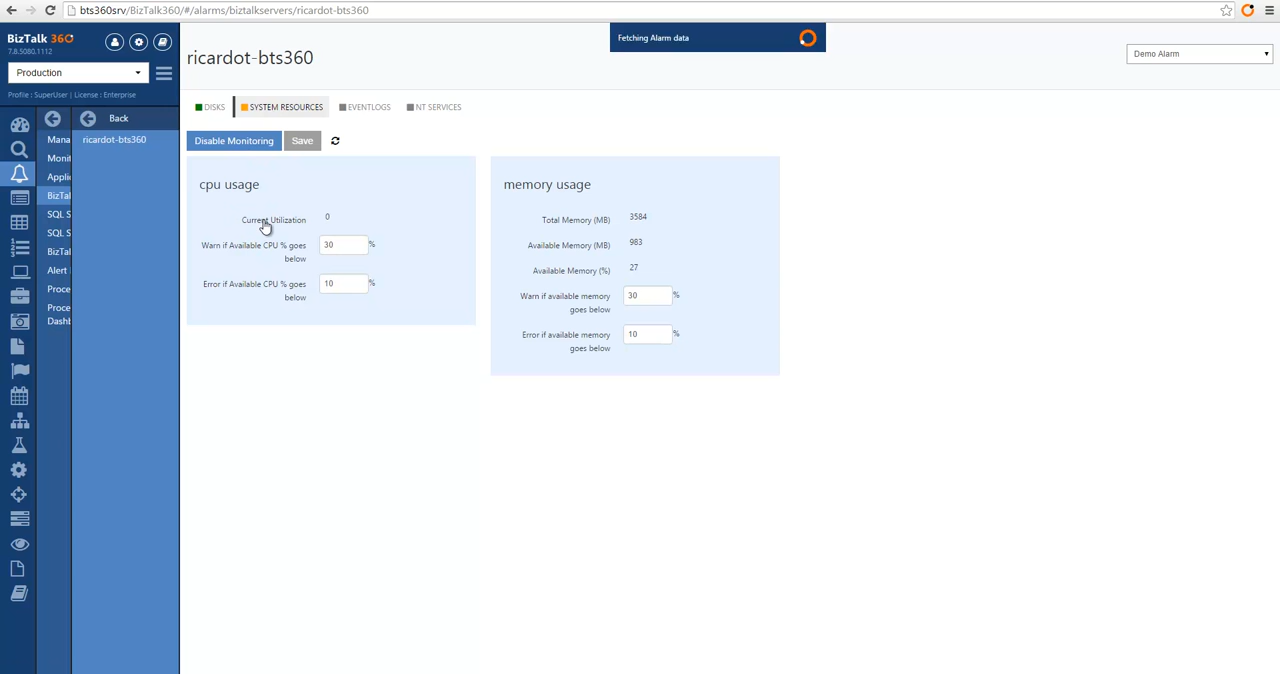 bts360srv/BizTalk360/#/alarms/biztalkservers/ricardot-bts360
BizTalk 360
7.8.5080.1112
Production
Profile : SuperUser | License : Enterprise
Back
ricardot-bts360
Mana
Monit
Applic
BizTal
SQL S
SQL S
BizTal
Alert
Proce
Proce
Dashb
ricardot-bts360
Fetching Alarm data
Demo Alarm
DISKS
SYSTEM RESOURCES
EVENTLOGS
NT SERVICES
Disable Monitoring
Save
cpu usage
Current Utilization 0
Warn if Available CPU % goes 30 %
below
Error if Available CPU % goes 10 %
below
memory usage
Total Memory (MB) 3584
Available Memory (MB) 983
Available Memory (%) 27
Warn if available memory 30 %
goes below
Error if available memory 10 %
goes below